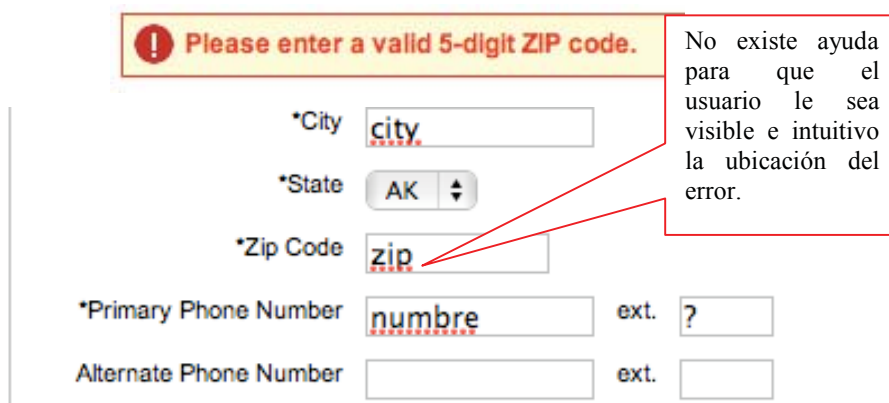 Please enter a valid 5-digit ZIP code.
No existe ayuda
para que el
usuario le sea
visible e intuitivo
la ubicación del
error.
*City city
*State AK
*Zip Code zip
*Primary Phone Number numbre ext. ?
Alternate Phone Number ext.